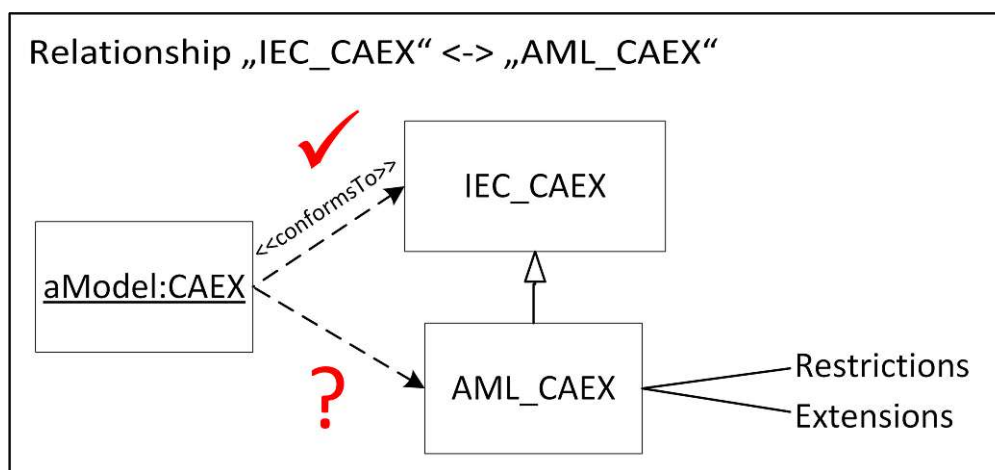 Relationship „IEC_CAEX“ <-> „AML_CAEX“
<<conformsTo>>
IEC_CAEX
aModel:CAEX
?
AML_CAEX
Restrictions
Extensions